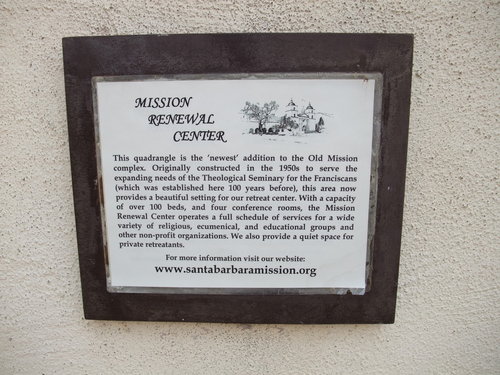 MISSION
RENEWAL
CENTER
This quadrangle is the 'newest' addition to the Old Mission
complex. Originally constructed in the 1950s to serve the
expanding needs of the Theological Seminary for the Franciscans
(which was established here 100 years before), this area now
provides a beautiful setting for our retreat center. With a capacity
of over 100 beds, and four conference rooms, the Mission
Renewal Center operates a full schedule of services for a wide
variety of religious, ecumenical, and educational groups and
other non-profit organizations. We also provide a quiet space for
private retreatants.
For more information visit our website:
www.santabarbaramission.org